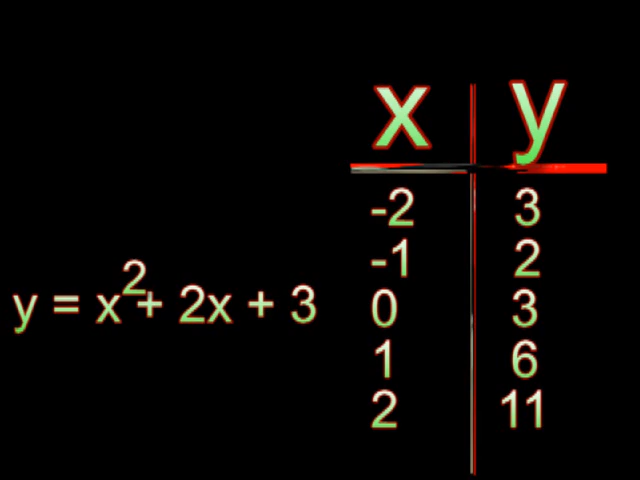 x y
-2 3
-1 2
y = x² + 2x + 3
0 3
1 6
2 11